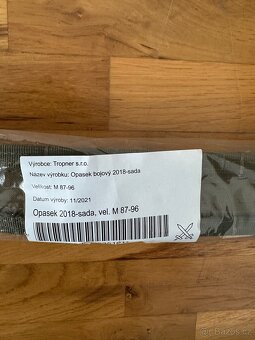 Výrobce: Tropner s.r.o.
Název výrobku: Opasek bojový 2018-sada
Velikost: M 87-96
Datum výroby: 11/2021
Opasek 2018-sada. vel. M 87-96